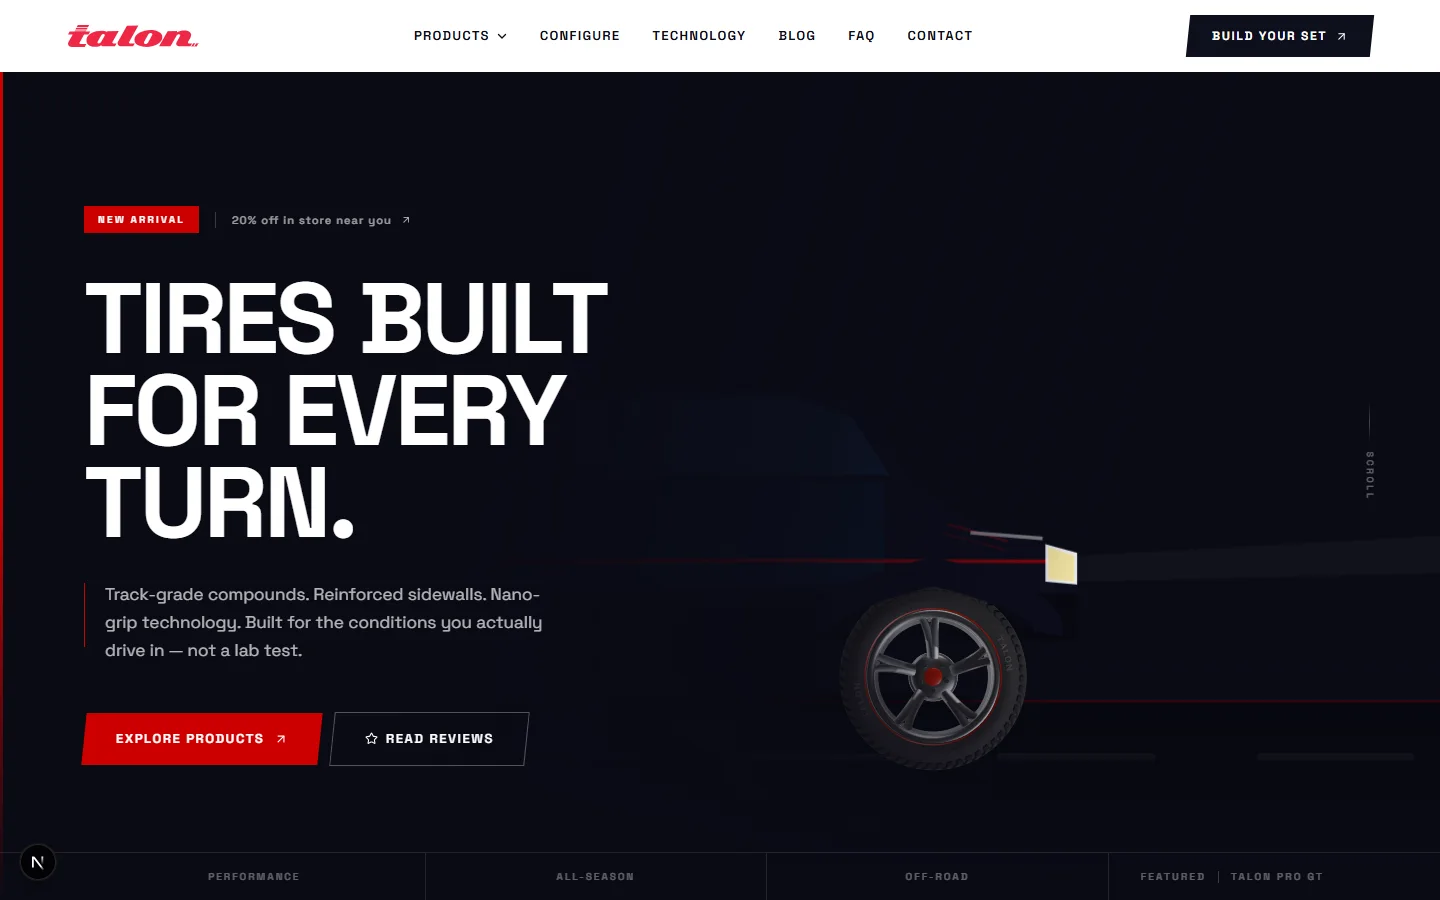 talon
PRODUCTS
CONFIGURE
TECHNOLOGY
BLOG
FAQ
CONTACT
BUILD YOUR SET
NEW ARRIVAL
20% off in store near you
TIRES BUILT
FOR EVERY
TURN.
Track-grade compounds. Reinforced sidewalls. Nano-
grip technology. Built for the conditions you actually
drive in — not a lab test.
EXPLORE PRODUCTS
READ REVIEWS
SCROLL
TALON
N
PERFORMANCE
ALL-SEASON
OFF-ROAD
FEATURED
TALON PRO GT